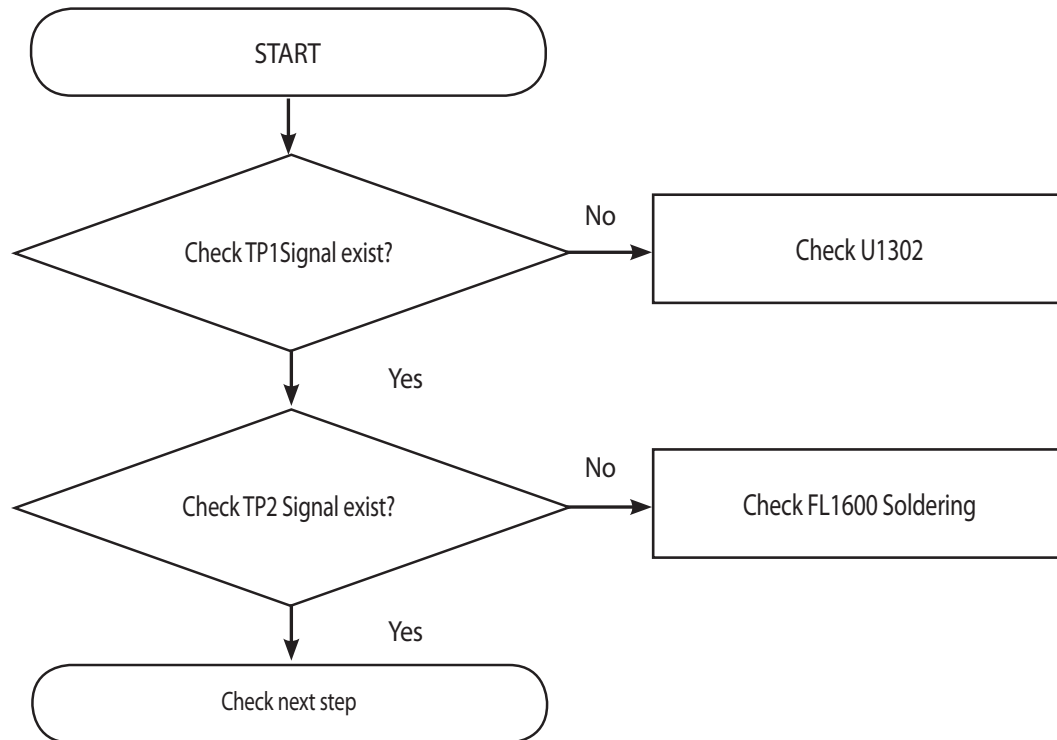 START
Check TP1Signal exist?
No
Check U1302
Yes
Check TP2 Signal exist?
No
Check FL1600 Soldering
Yes
Check next step